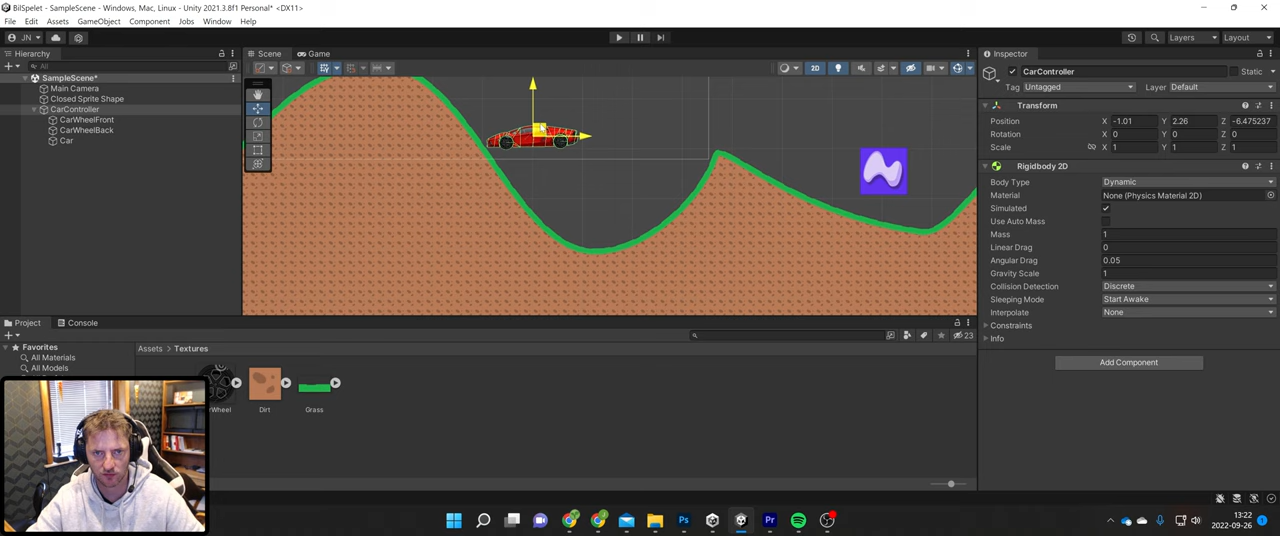 BilSpelet - SampleScene - Windows, Mac, Linux - Unity 2021.3.8f1 Personal* <DX11>
File Edit Assets GameObject Component Jobs Window Help
JN Layers Layout
Hierarchy
All
SampleScene*
Main Camera
Closed Sprite Shape
CarController
CarWheelFront
CarWheelBack
Car
Scene Game
2D
Inspector
CarController Static
Tag Untagged Layer Default
Transform
Position X -1.01 Y 2.26 Z -6.475237
Rotation X 0 Y 0 Z 0
Scale X 1 Y 1 Z 1
Rigidbody 2D
Body Type Dynamic
Material None (Physics Material 2D)
Simulated
Use Auto Mass
Mass 1
Linear Drag 0
Angular Drag 0.05
Gravity Scale 1
Collision Detection Discrete
Sleeping Mode Start Awake
Interpolate None
Constraints
Info
Add Component
Project Console
23
Favorites
All Materials
All Models
Assets > Textures
Wheel Dirt Grass
13:22
2022-09-26